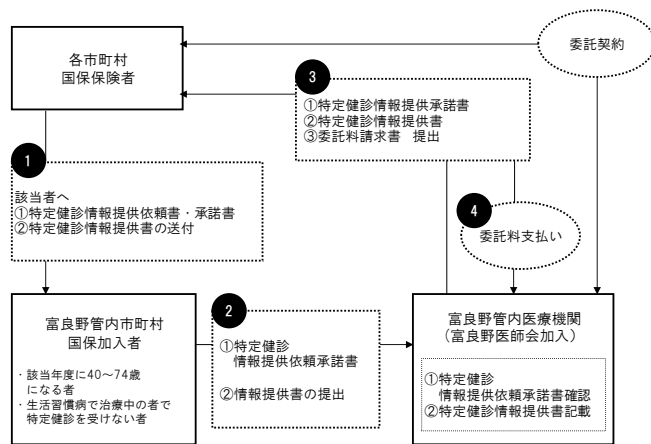 委託契約
各市町村
国保保険者
3
①特定健診情報提供承諾書
②特定健診情報提供書
③委託料請求書　提出
1
該当者へ
①特定健診情報提供依頼書・承諾書
②特定健診情報提供書の送付
4
委託料支払い
富良野管内市町村
国保加入者
・該当年度に40～74歳
になる者
・生活習慣病で治療中の者で
特定健診を受けない者
2
①特定健診
情報提供依頼承諾書
②情報提供書の提出
富良野管内医療機関
（富良野医師会加入）
①特定健診
情報提供依頼承諾書確認
②特定健診情報提供書記載